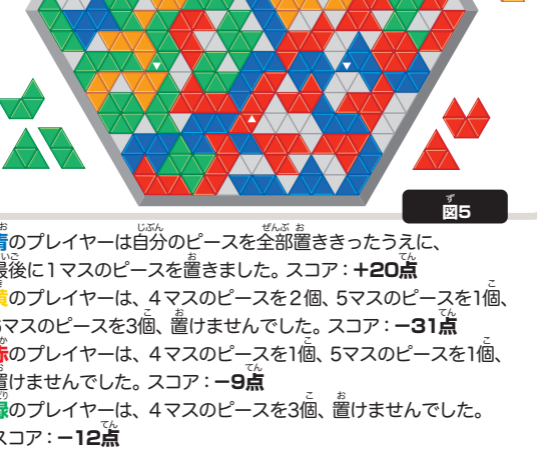 図5
青のプレイヤーは自分のピースを全部置ききったうえに、
最後に1マスのピースを置きました。スコア：+20点
黄のプレイヤーは、4マスのピースを2個、5マスのピースを1個、
6マスのピースを3個、置けませんでした。スコア：−31点
赤のプレイヤーは、4マスのピースを1個、5マスのピースを1個、
置けませんでした。スコア：−9点
緑のプレイヤーは、4マスのピースを3個、置けませんでした。
スコア：−12点